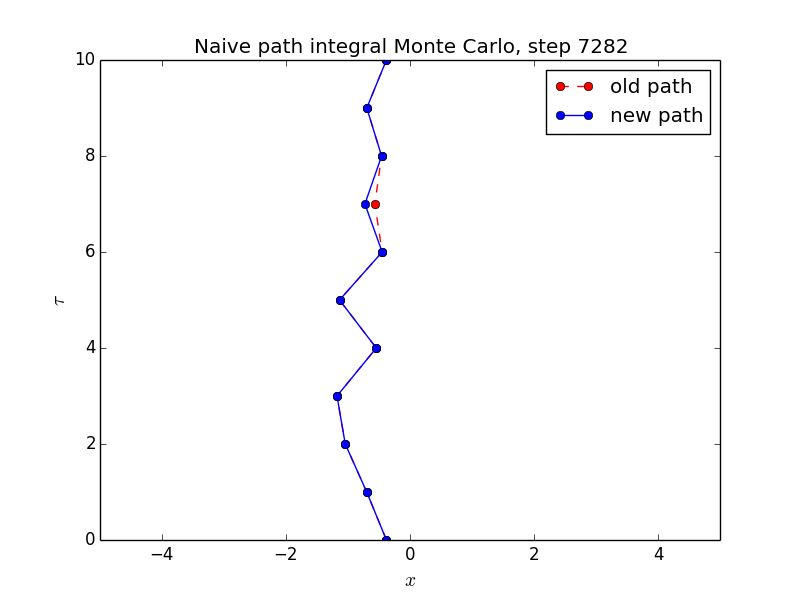 Naive path integral Monte Carlo, step 7282
10
8
6
4
2
0
τ
old path
new path
−4 −2 0 2 4
x